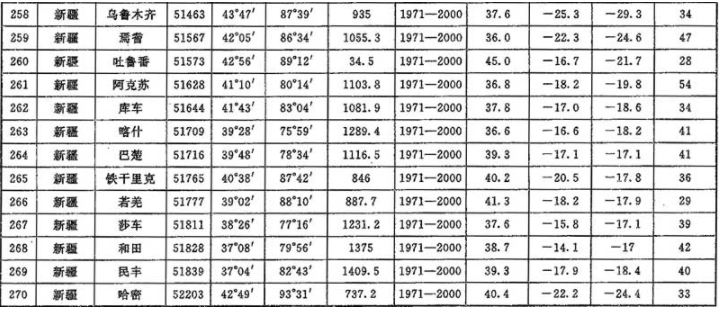 258 新疆 乌鲁木齐 51463 43°47′ 87°39′ 935 1971—2000 37.6 −25.3 −29.3 34
259 新疆 焉耆 51567 42°05′ 86°34′ 1055.3 1971—2000 36.0 −22.3 −24.6 47
260 新疆 吐鲁番 51573 42°56′ 89°12′ 34.5 1971—2000 45.0 −16.7 −21.7 28
261 新疆 阿克苏 51628 41°10′ 80°14′ 1103.8 1971—2000 36.8 −18.2 −19.8 54
262 新疆 库车 51644 41°43′ 83°04′ 1081.9 1971—2000 37.8 −17.0 −18.6 34
263 新疆 喀什 51709 39°28′ 75°59′ 1289.4 1971—2000 36.6 −16.6 −18.2 41
264 新疆 巴楚 51716 39°48′ 78°34′ 1116.5 1971—2000 39.3 −17.1 −17.1 41
265 新疆 铁干里克 51765 40°38′ 87°42′ 846 1971—2000 40.2 −20.5 −17.8 36
266 新疆 若羌 51777 39°02′ 88°10′ 887.7 1971—2000 41.3 −18.2 −17.9 29
267 新疆 莎车 51811 38°26′ 77°16′ 1231.2 1971—2000 37.6 −15.8 −17.1 39
268 新疆 和田 51828 37°08′ 79°56′ 1375 1971—2000 38.7 −14.1 −17 42
269 新疆 民丰 51839 37°04′ 82°43′ 1409.5 1971—2000 39.3 −17.9 −18.4 40
270 新疆 哈密 52203 42°49′ 93°31′ 737.2 1971—2000 40.4 −22.2 −24.4 33